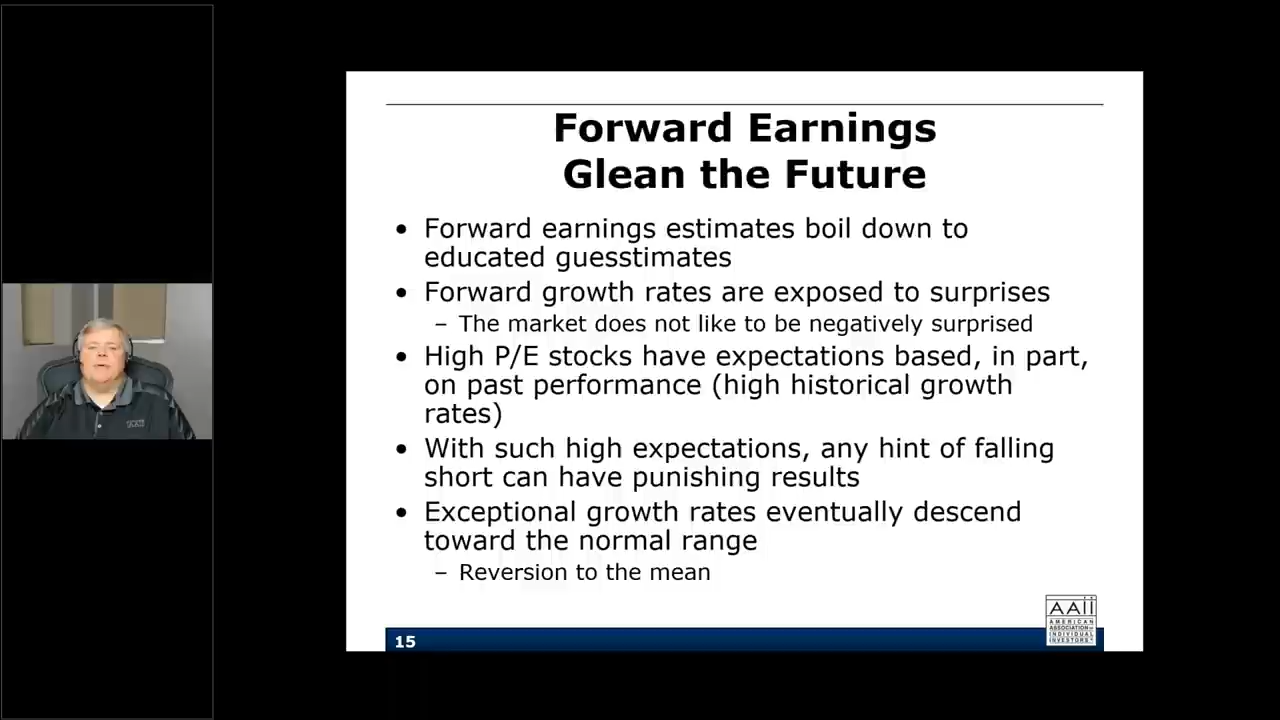 Forward Earnings
Glean the Future
• Forward earnings estimates boil down to
educated guesstimates
• Forward growth rates are exposed to surprises
– The market does not like to be negatively surprised
• High P/E stocks have expectations based, in part,
on past performance (high historical growth
rates)
• With such high expectations, any hint of falling
short can have punishing results
• Exceptional growth rates eventually descend
toward the normal range
– Reversion to the mean
15
AAii
AMERICAN
ASSOCIATION OF
INDIVIDUAL
INVESTORS